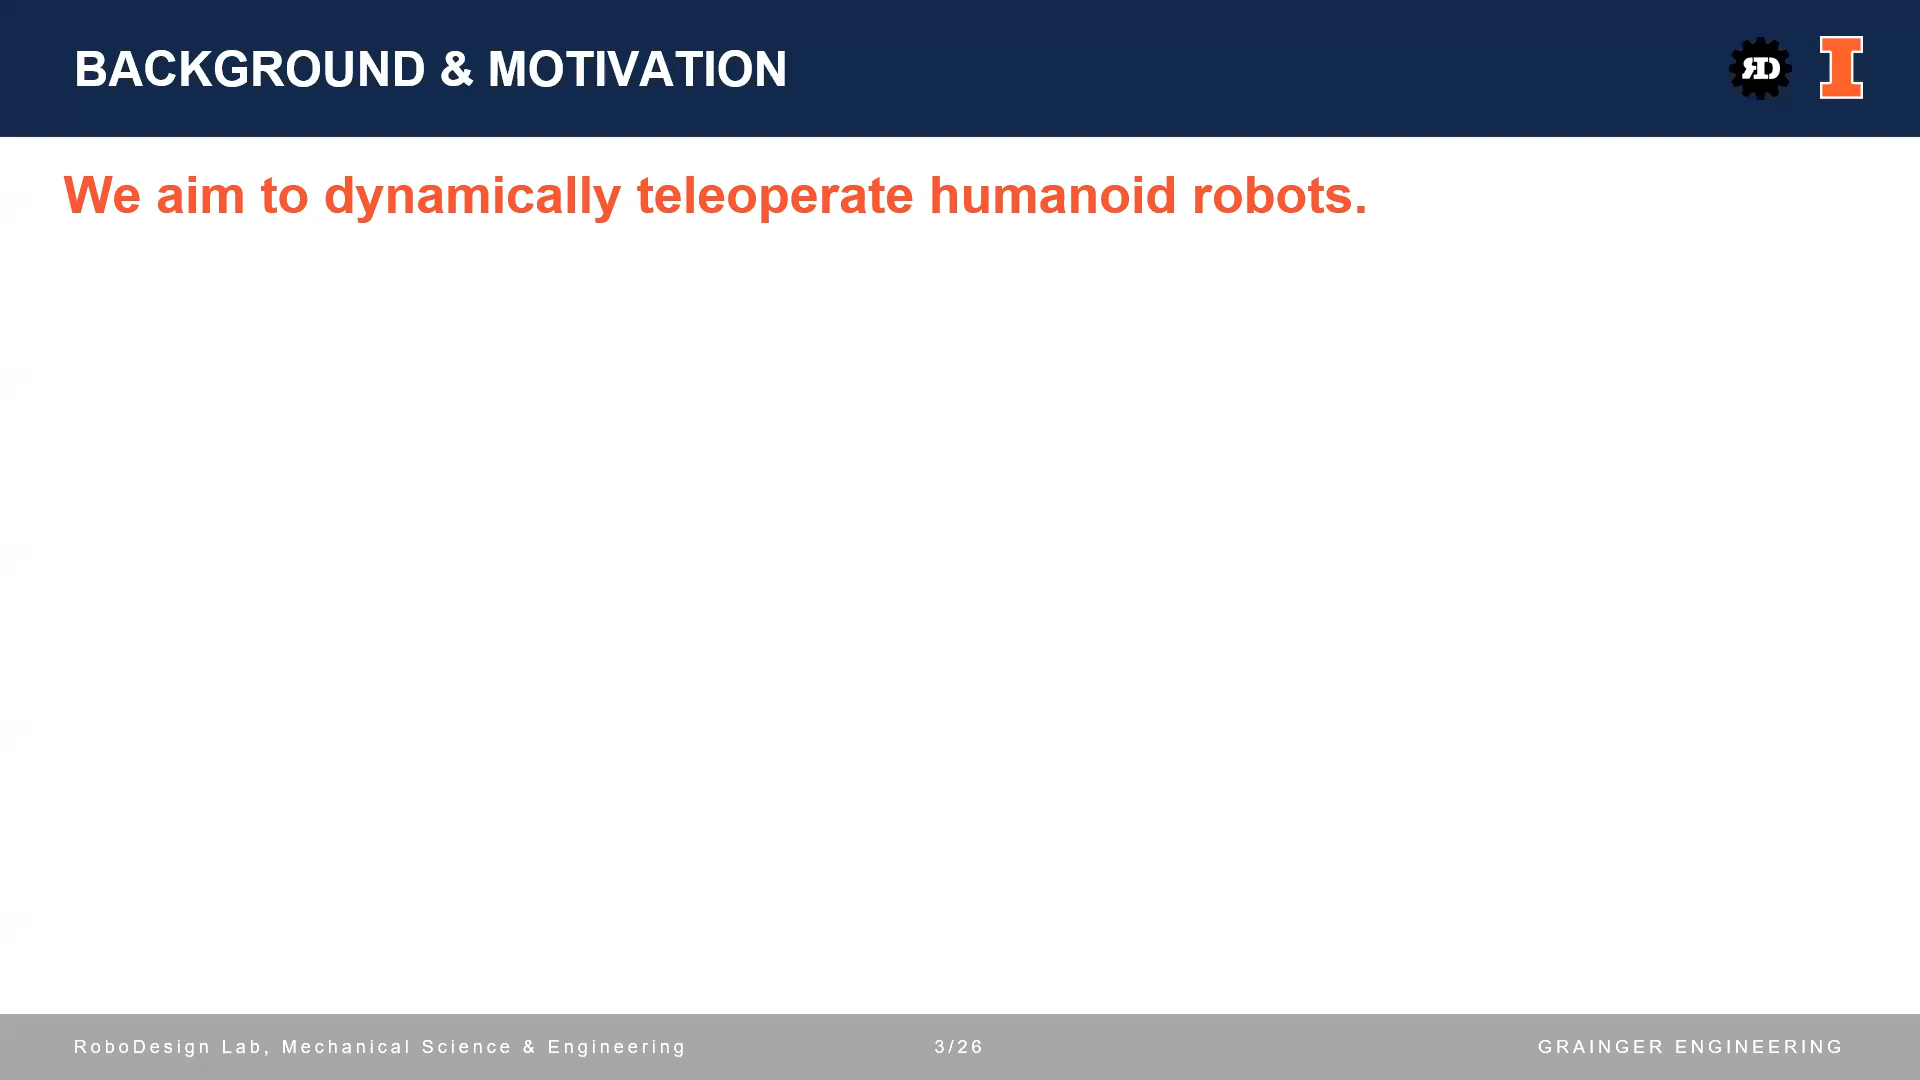 BACKGROUND & MOTIVATION
We aim to dynamically teleoperate humanoid robots.
RoboDesign Lab, Mechanical Science & Engineering
3/26
GRAINGER ENGINEERING